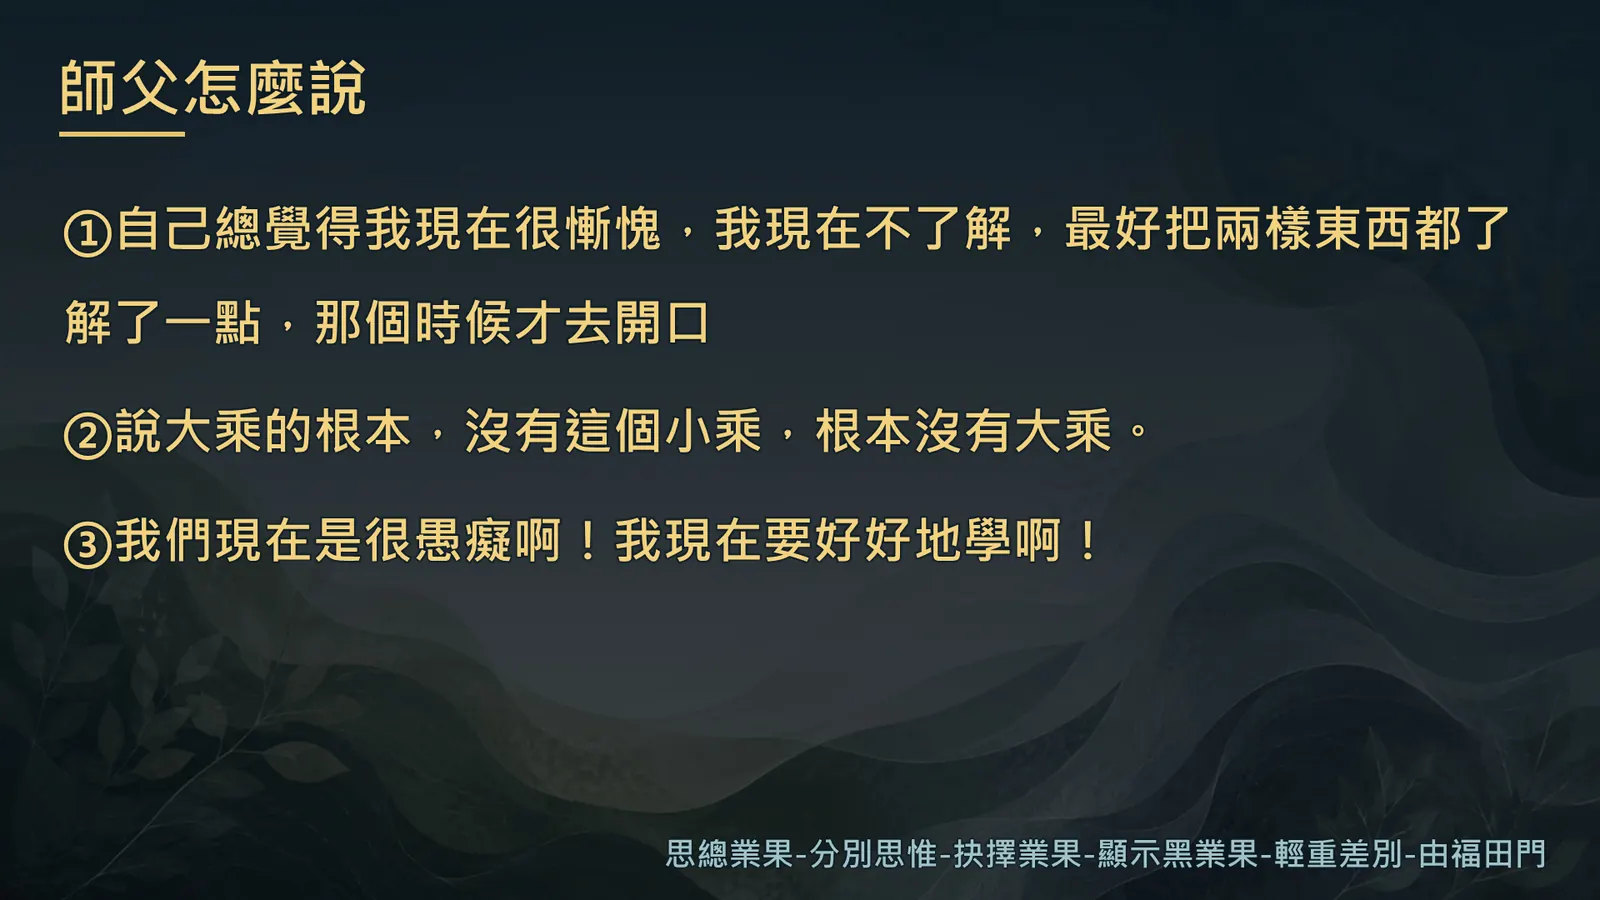 師父怎麼說
①自己總覺得我現在很慚愧，我現在不了解，最好把兩樣東西都了
解了一點，那個時候才去開口
②說大乘的根本，沒有這個小乘，根本沒有大乘。
③我們現在是很愚癡啊！我現在要好好地學啊！
思總業果-分別思惟-抉擇業果-顯示黑業果-輕重差別-由福田門